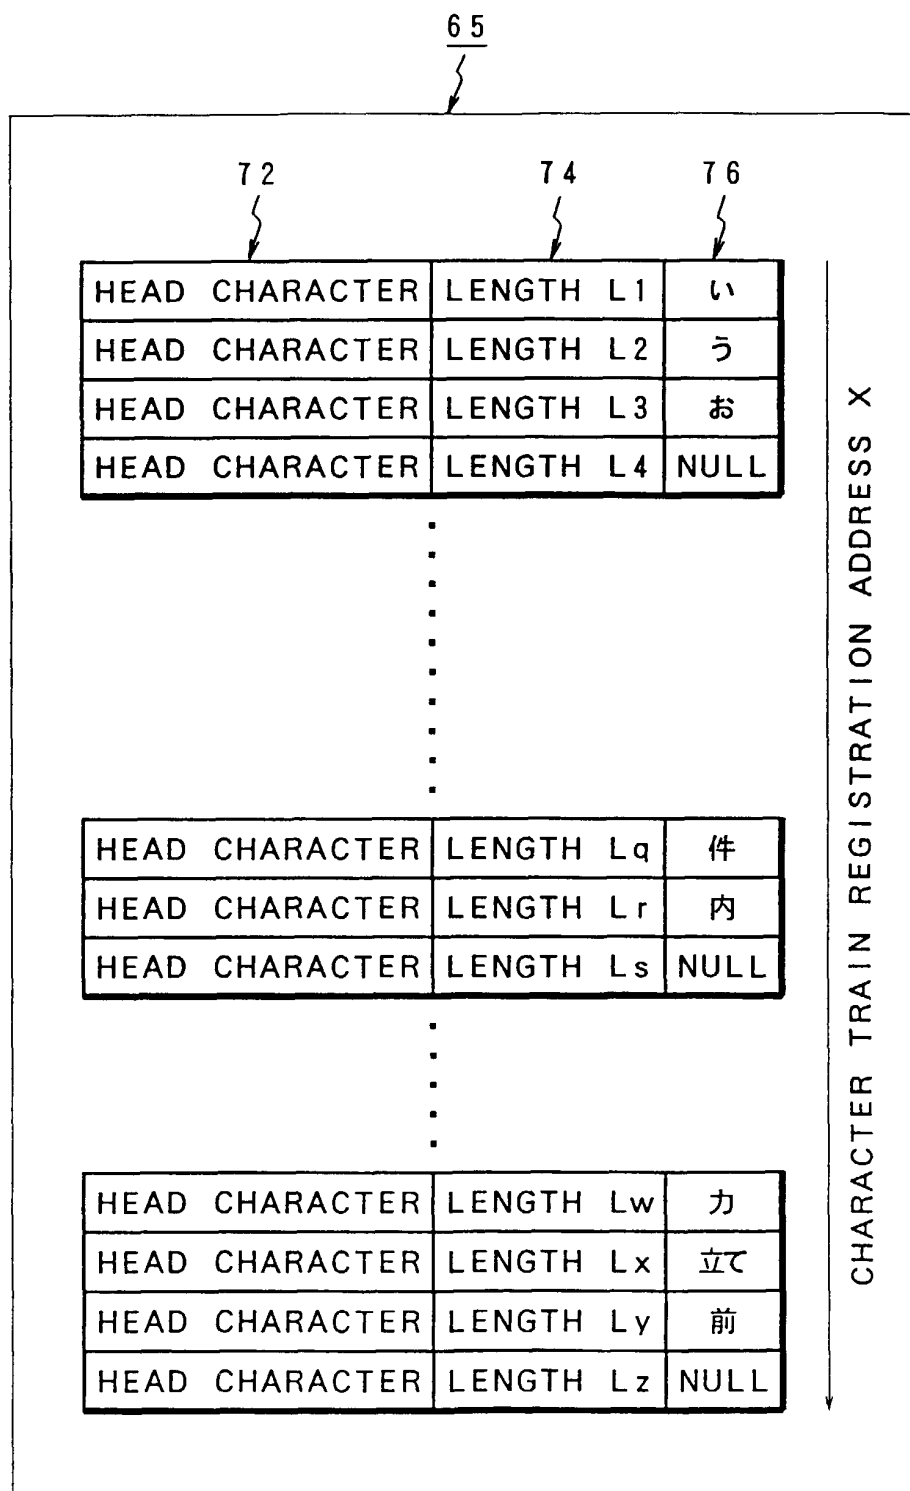 65
72 74 76
HEAD CHARACTER LENGTH L1 い
HEAD CHARACTER LENGTH L2 う
HEAD CHARACTER LENGTH L3 お
HEAD CHARACTER LENGTH L4 NULL
HEAD CHARACTER LENGTH Lq 件
HEAD CHARACTER LENGTH Lr 内
HEAD CHARACTER LENGTH Ls NULL
HEAD CHARACTER LENGTH Lw 力
HEAD CHARACTER LENGTH Lx 立て
HEAD CHARACTER LENGTH Ly 前
HEAD CHARACTER LENGTH Lz NULL
CHARACTER TRAIN REGISTRATION ADDRESS X